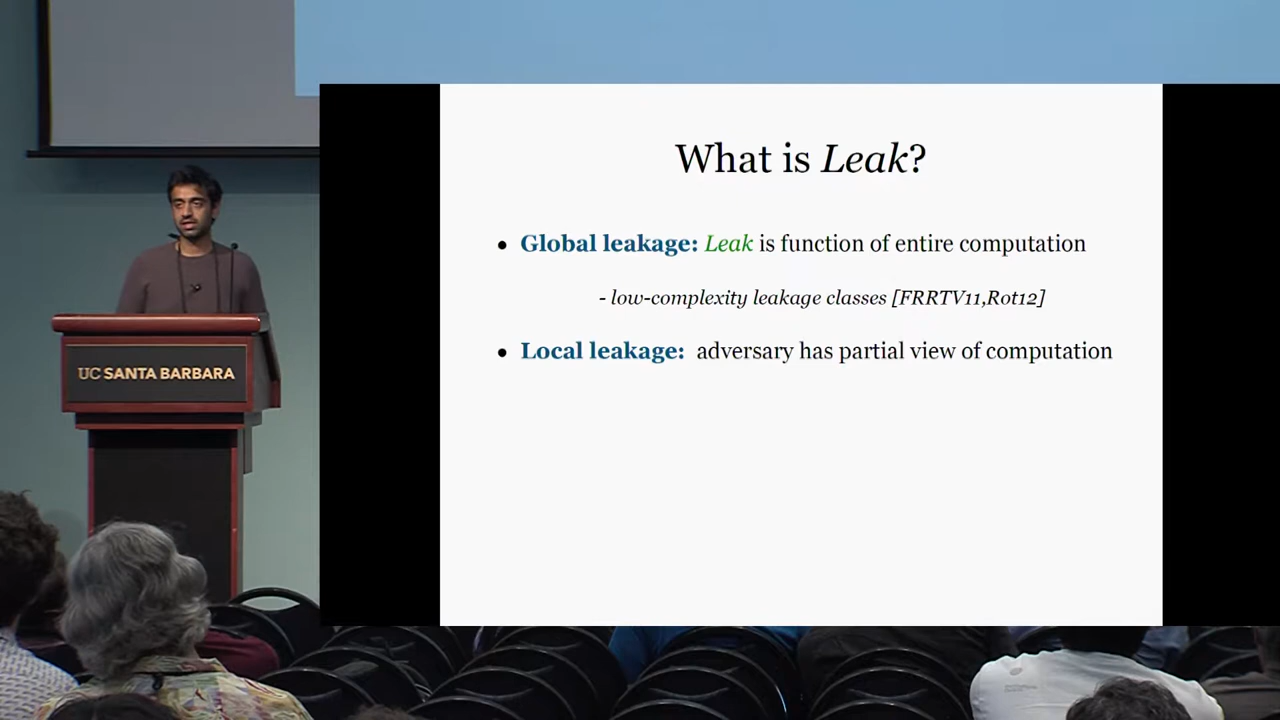 What is Leak?
• Global leakage: Leak is function of entire computation
- low-complexity leakage classes [FRRTV11,Rot12]
• Local leakage: adversary has partial view of computation
UC SANTA BARBARA